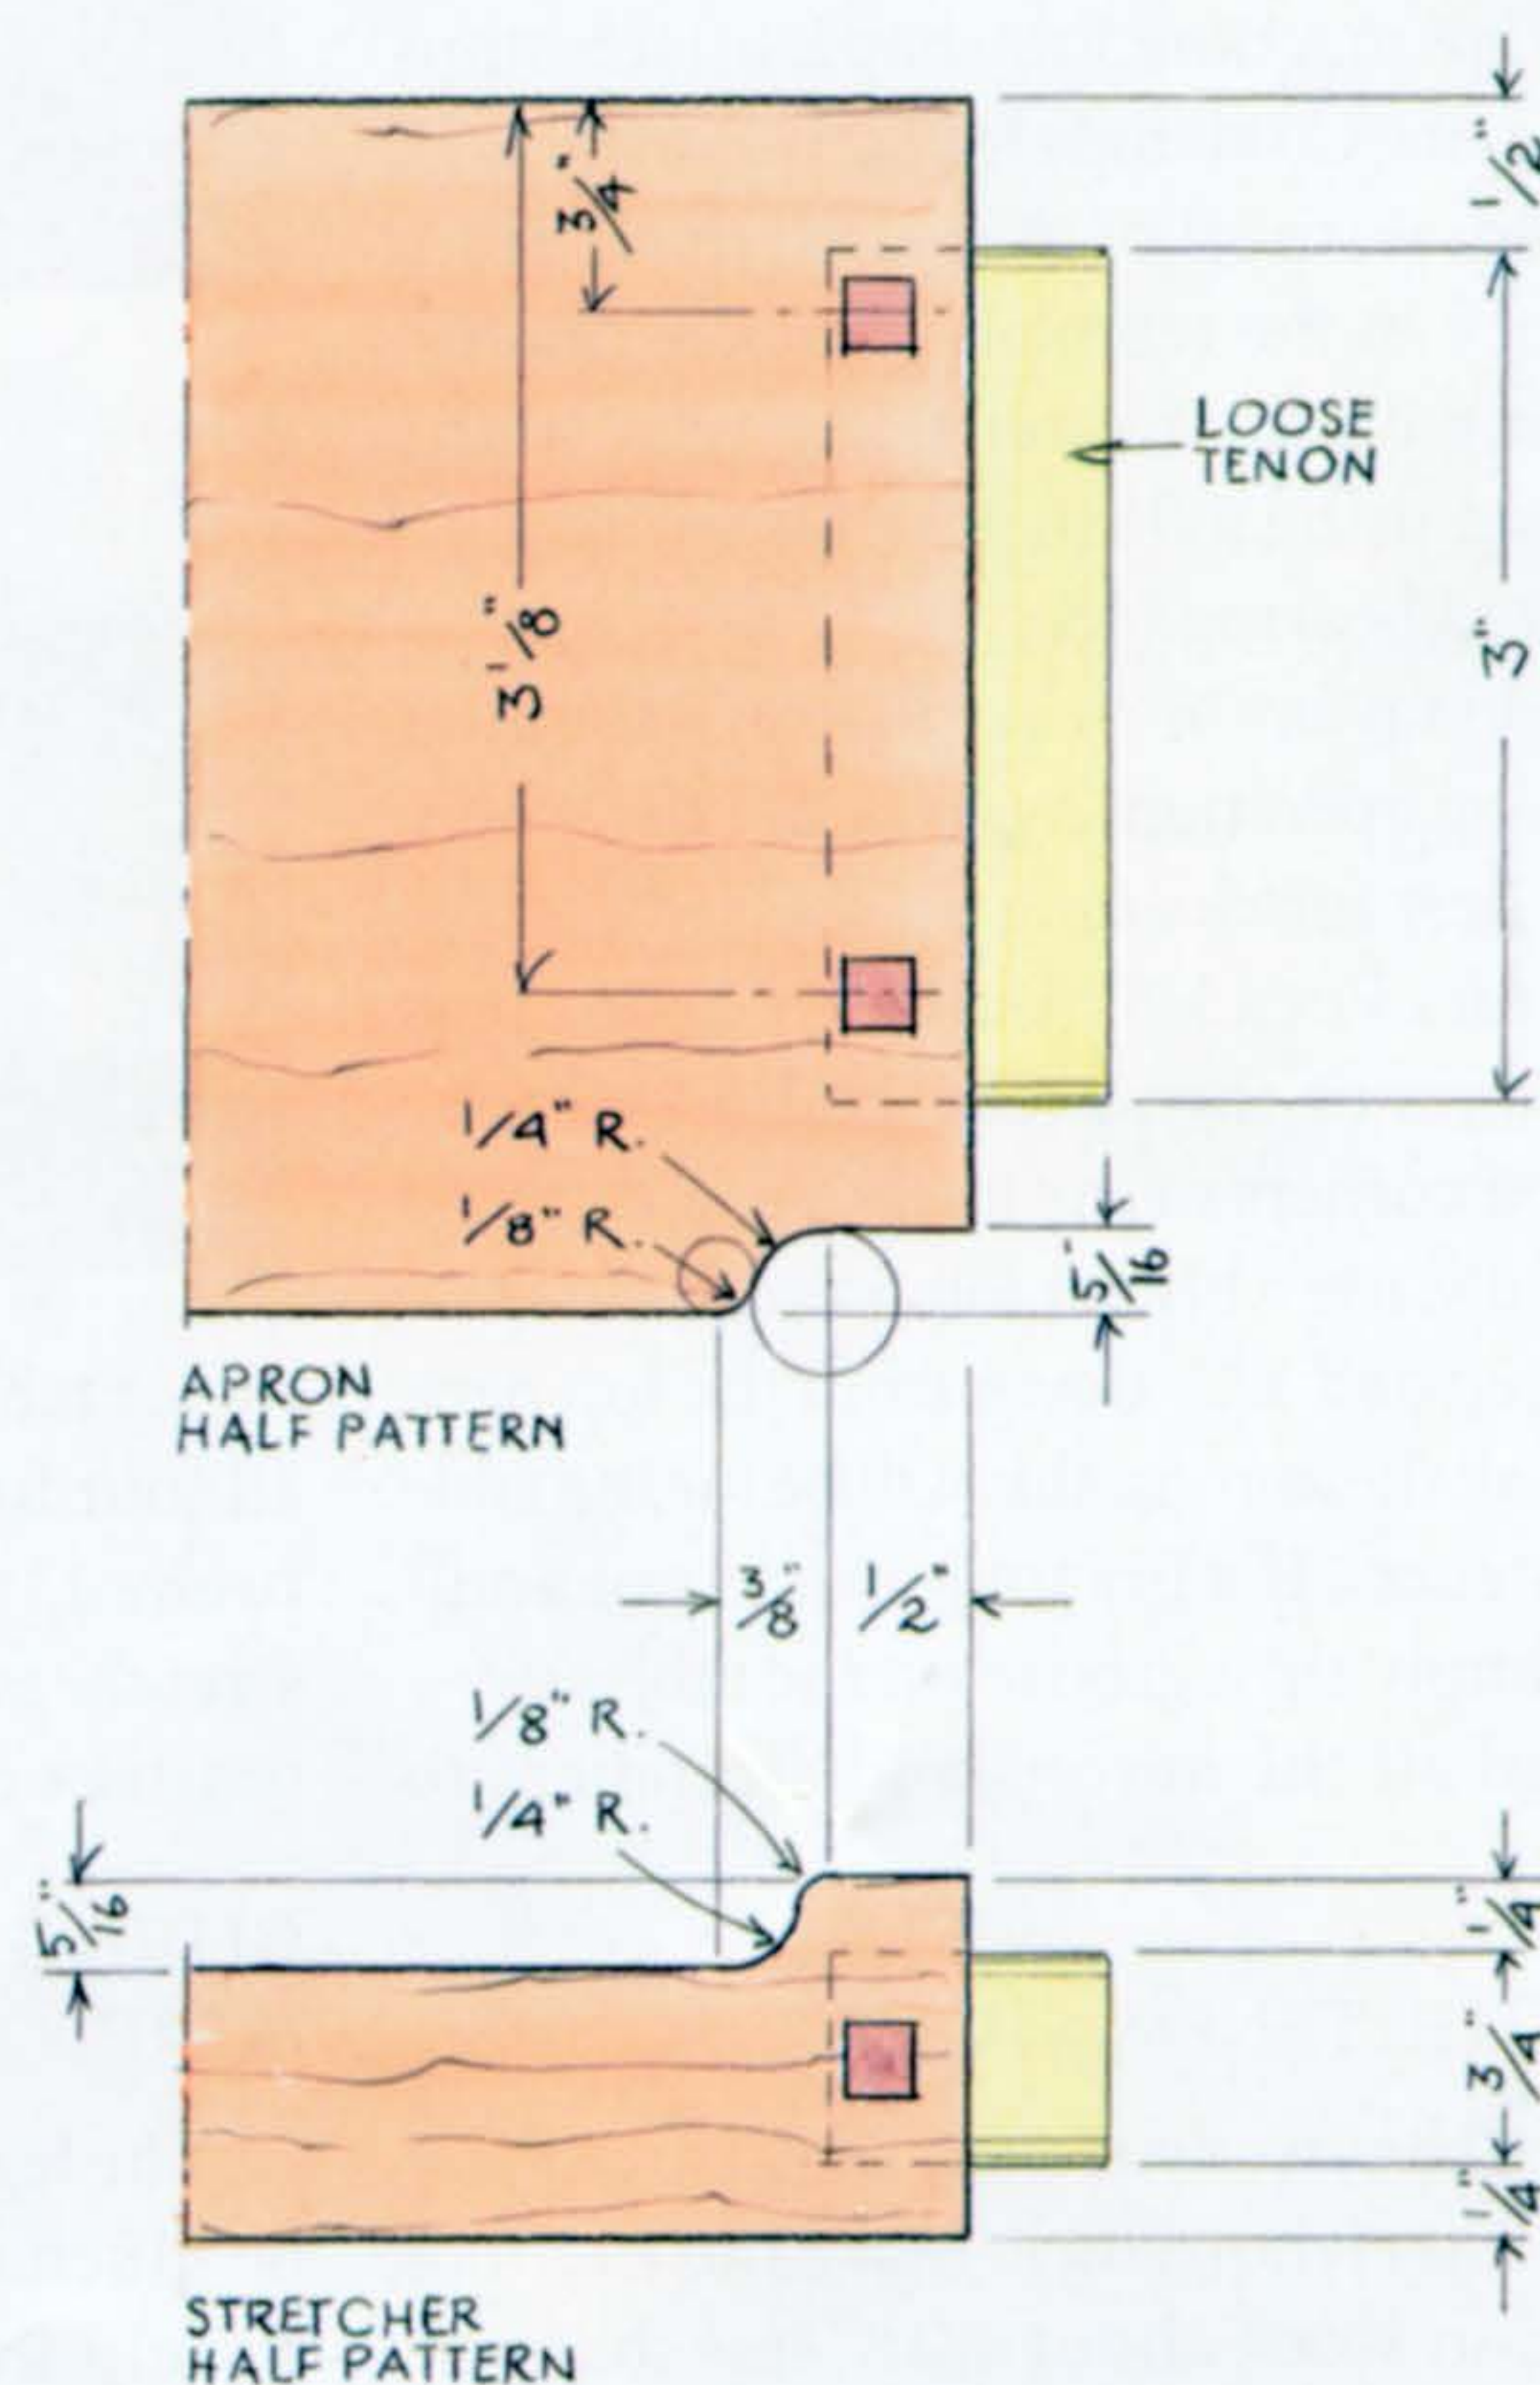 1/2"
3/4"
LOOSE
TENON
3 1/8"
3"
1/4" R.
1/8" R.
5/16"
APRON
HALF PATTERN
3/8" 1/2"
1/8" R.
1/4" R.
5/16"
1/4"
3/4"
1/4"
STRETCHER
HALF PATTERN